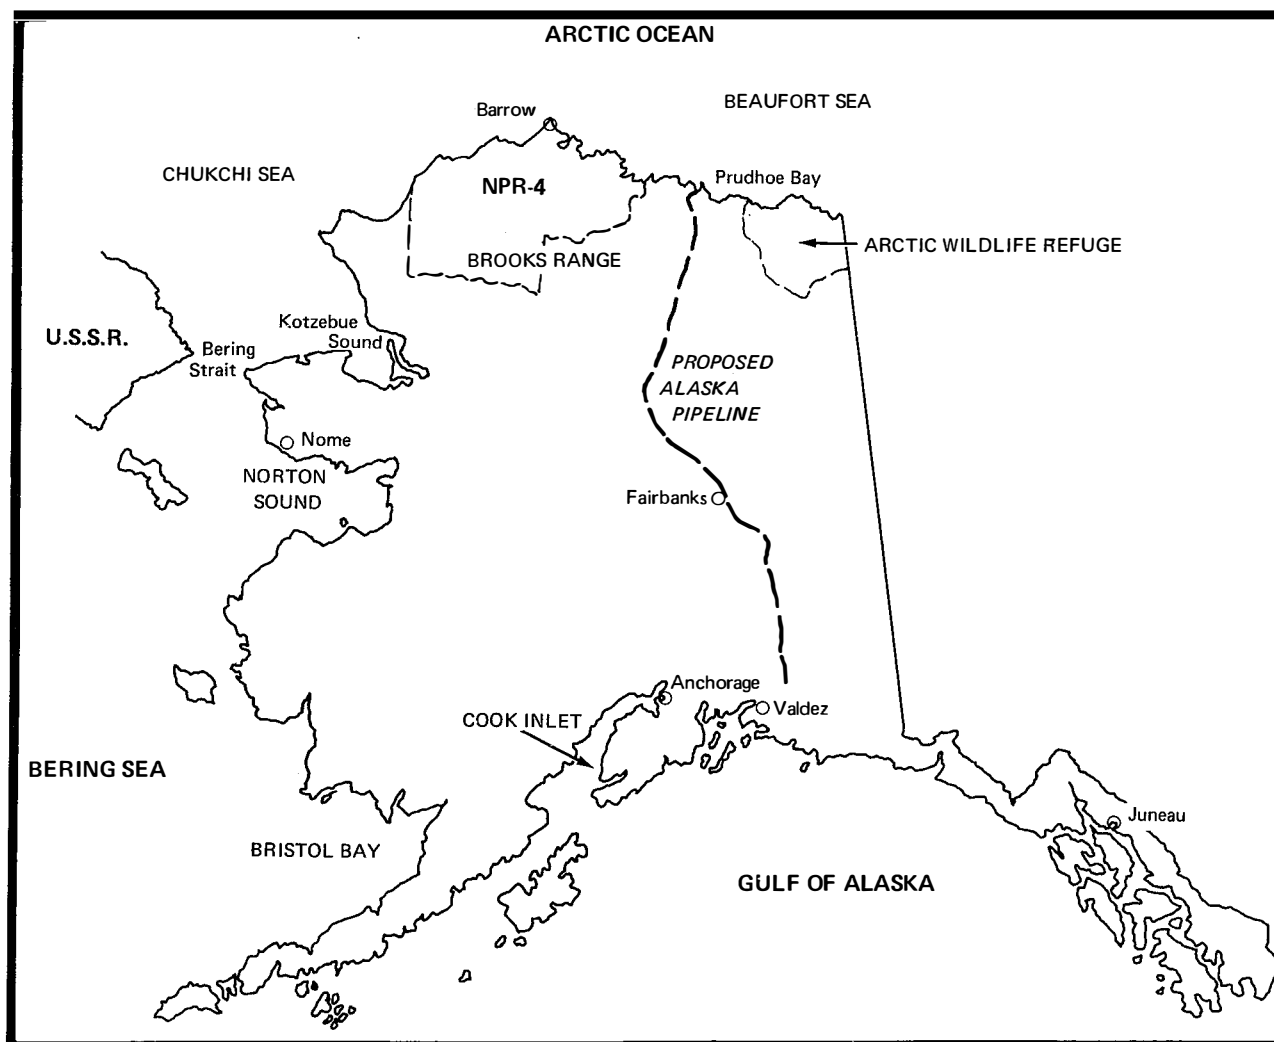 ARCTIC OCEAN
BEAUFORT SEA
Barrow
CHUKCHI SEA
NPR-4
Prudhoe Bay
ARCTIC WILDLIFE REFUGE
BROOKS RANGE
U.S.S.R.
Kotzebue
Sound
Bering
Strait
PROPOSED
ALASKA
PIPELINE
Nome
NORTON
SOUND
Fairbanks
Anchorage
Valdez
COOK INLET
BERING SEA
Juneau
BRISTOL BAY
GULF OF ALASKA